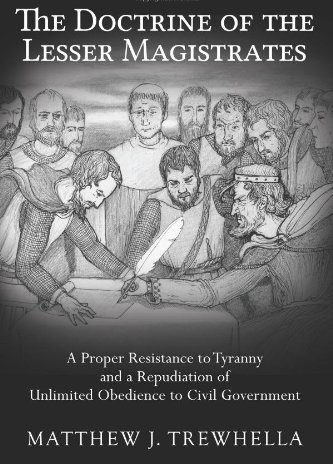 The Doctrine of the
Lesser Magistrates
A Proper Resistance to Tyranny
and a Repudiation of
Unlimited Obedience to Civil Government
MATTHEW J. TREWHELLA